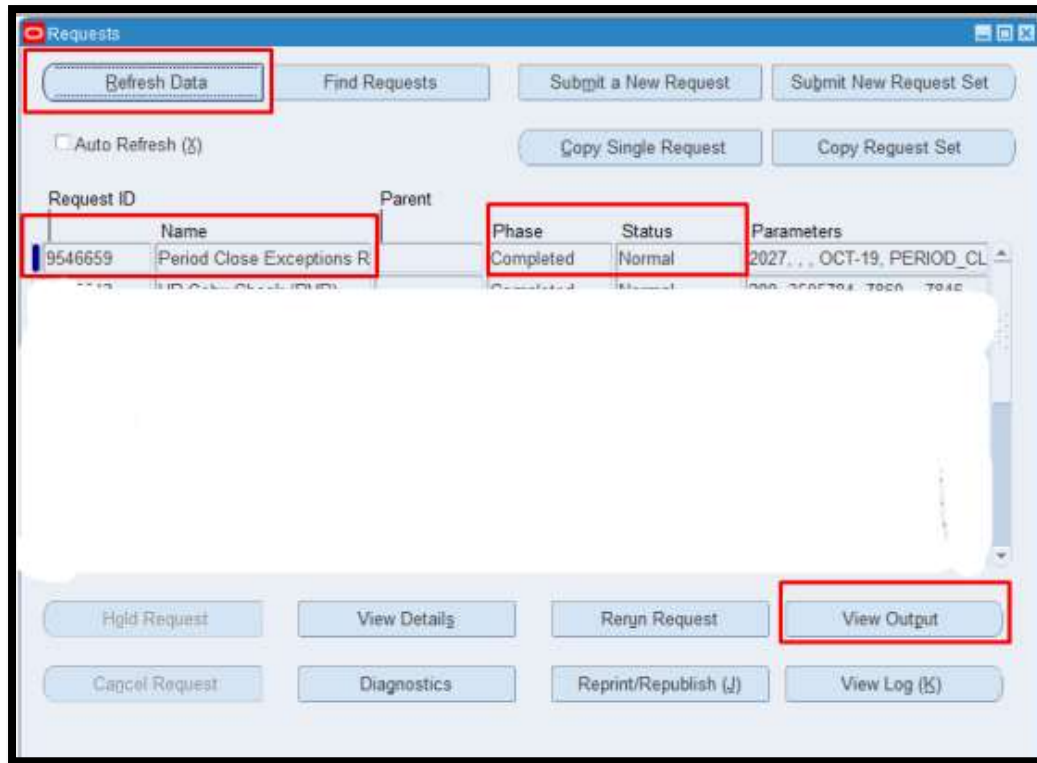 Requests
Refresh Data Find Requests Submit a New Request Submit New Request Set
Auto Refresh (X) Copy Single Request Copy Request Set
Request ID Parent
Name Phase Status Parameters
9546659 Period Close Exceptions R Completed Normal 2027, , , OCT-19, PERIOD_CL
Completed Normal
Hold Request View Details Rerun Request View Output
Cancel Request Diagnostics Reprint/Republish (J) View Log (K)